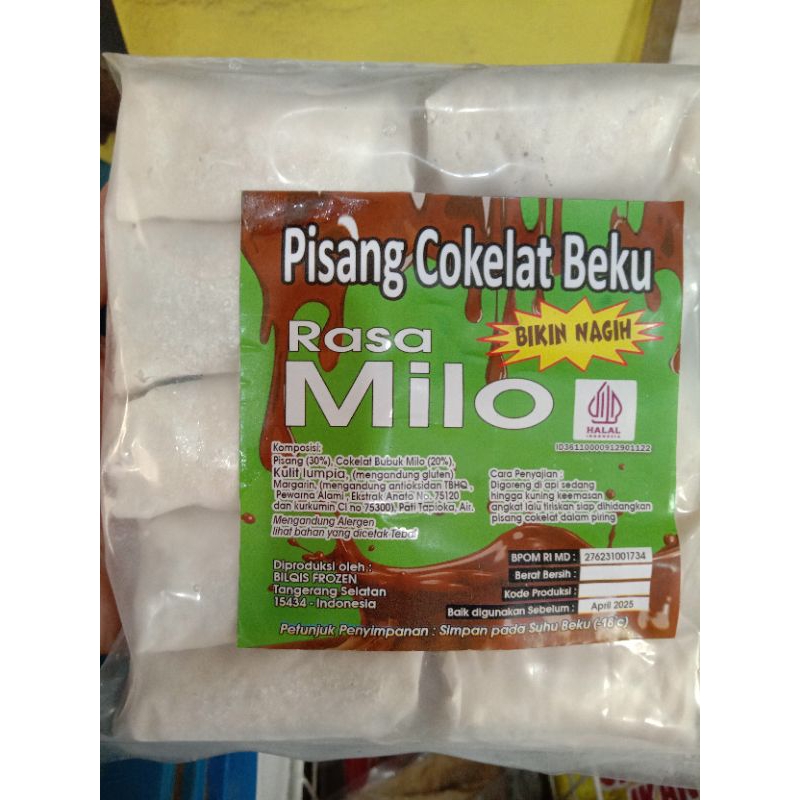 Pisang Cokelat Beku
BIKIN NAGIH
Rasa
Milo
HALAL
INDONESIA
ID36110000912901122
Komposisi:
Pisang (30%), Cokelat Bubuk Milo (20%),
Kulit lumpia, (mengandung gluten)
Margarin, (mengandung antioksidan TBHQ,
Pewarna Alami ; Ekstrak Anato No. 75120
dan kurkumin CI no 75300), Pati Tapioka, Air.
Mengandung Alergen
lihat bahan yang dicetak Tebal
Cara Penyajian :
Digoreng di api sedang
hingga kuning keemasan
angkat lalu tiriskan siap dihidangkan
pisang cokelat dalam piring
Diproduksi oleh :
BILQIS FROZEN
Tangerang Selatan
15434 - Indonesia
BPOM RI MD : 276231001734
Berat Bersih :
Kode Produksi :
Baik digunakan Sebelum : April 2025
Petunjuk Penyimpanan : Simpan pada Suhu Beku (-18 c)